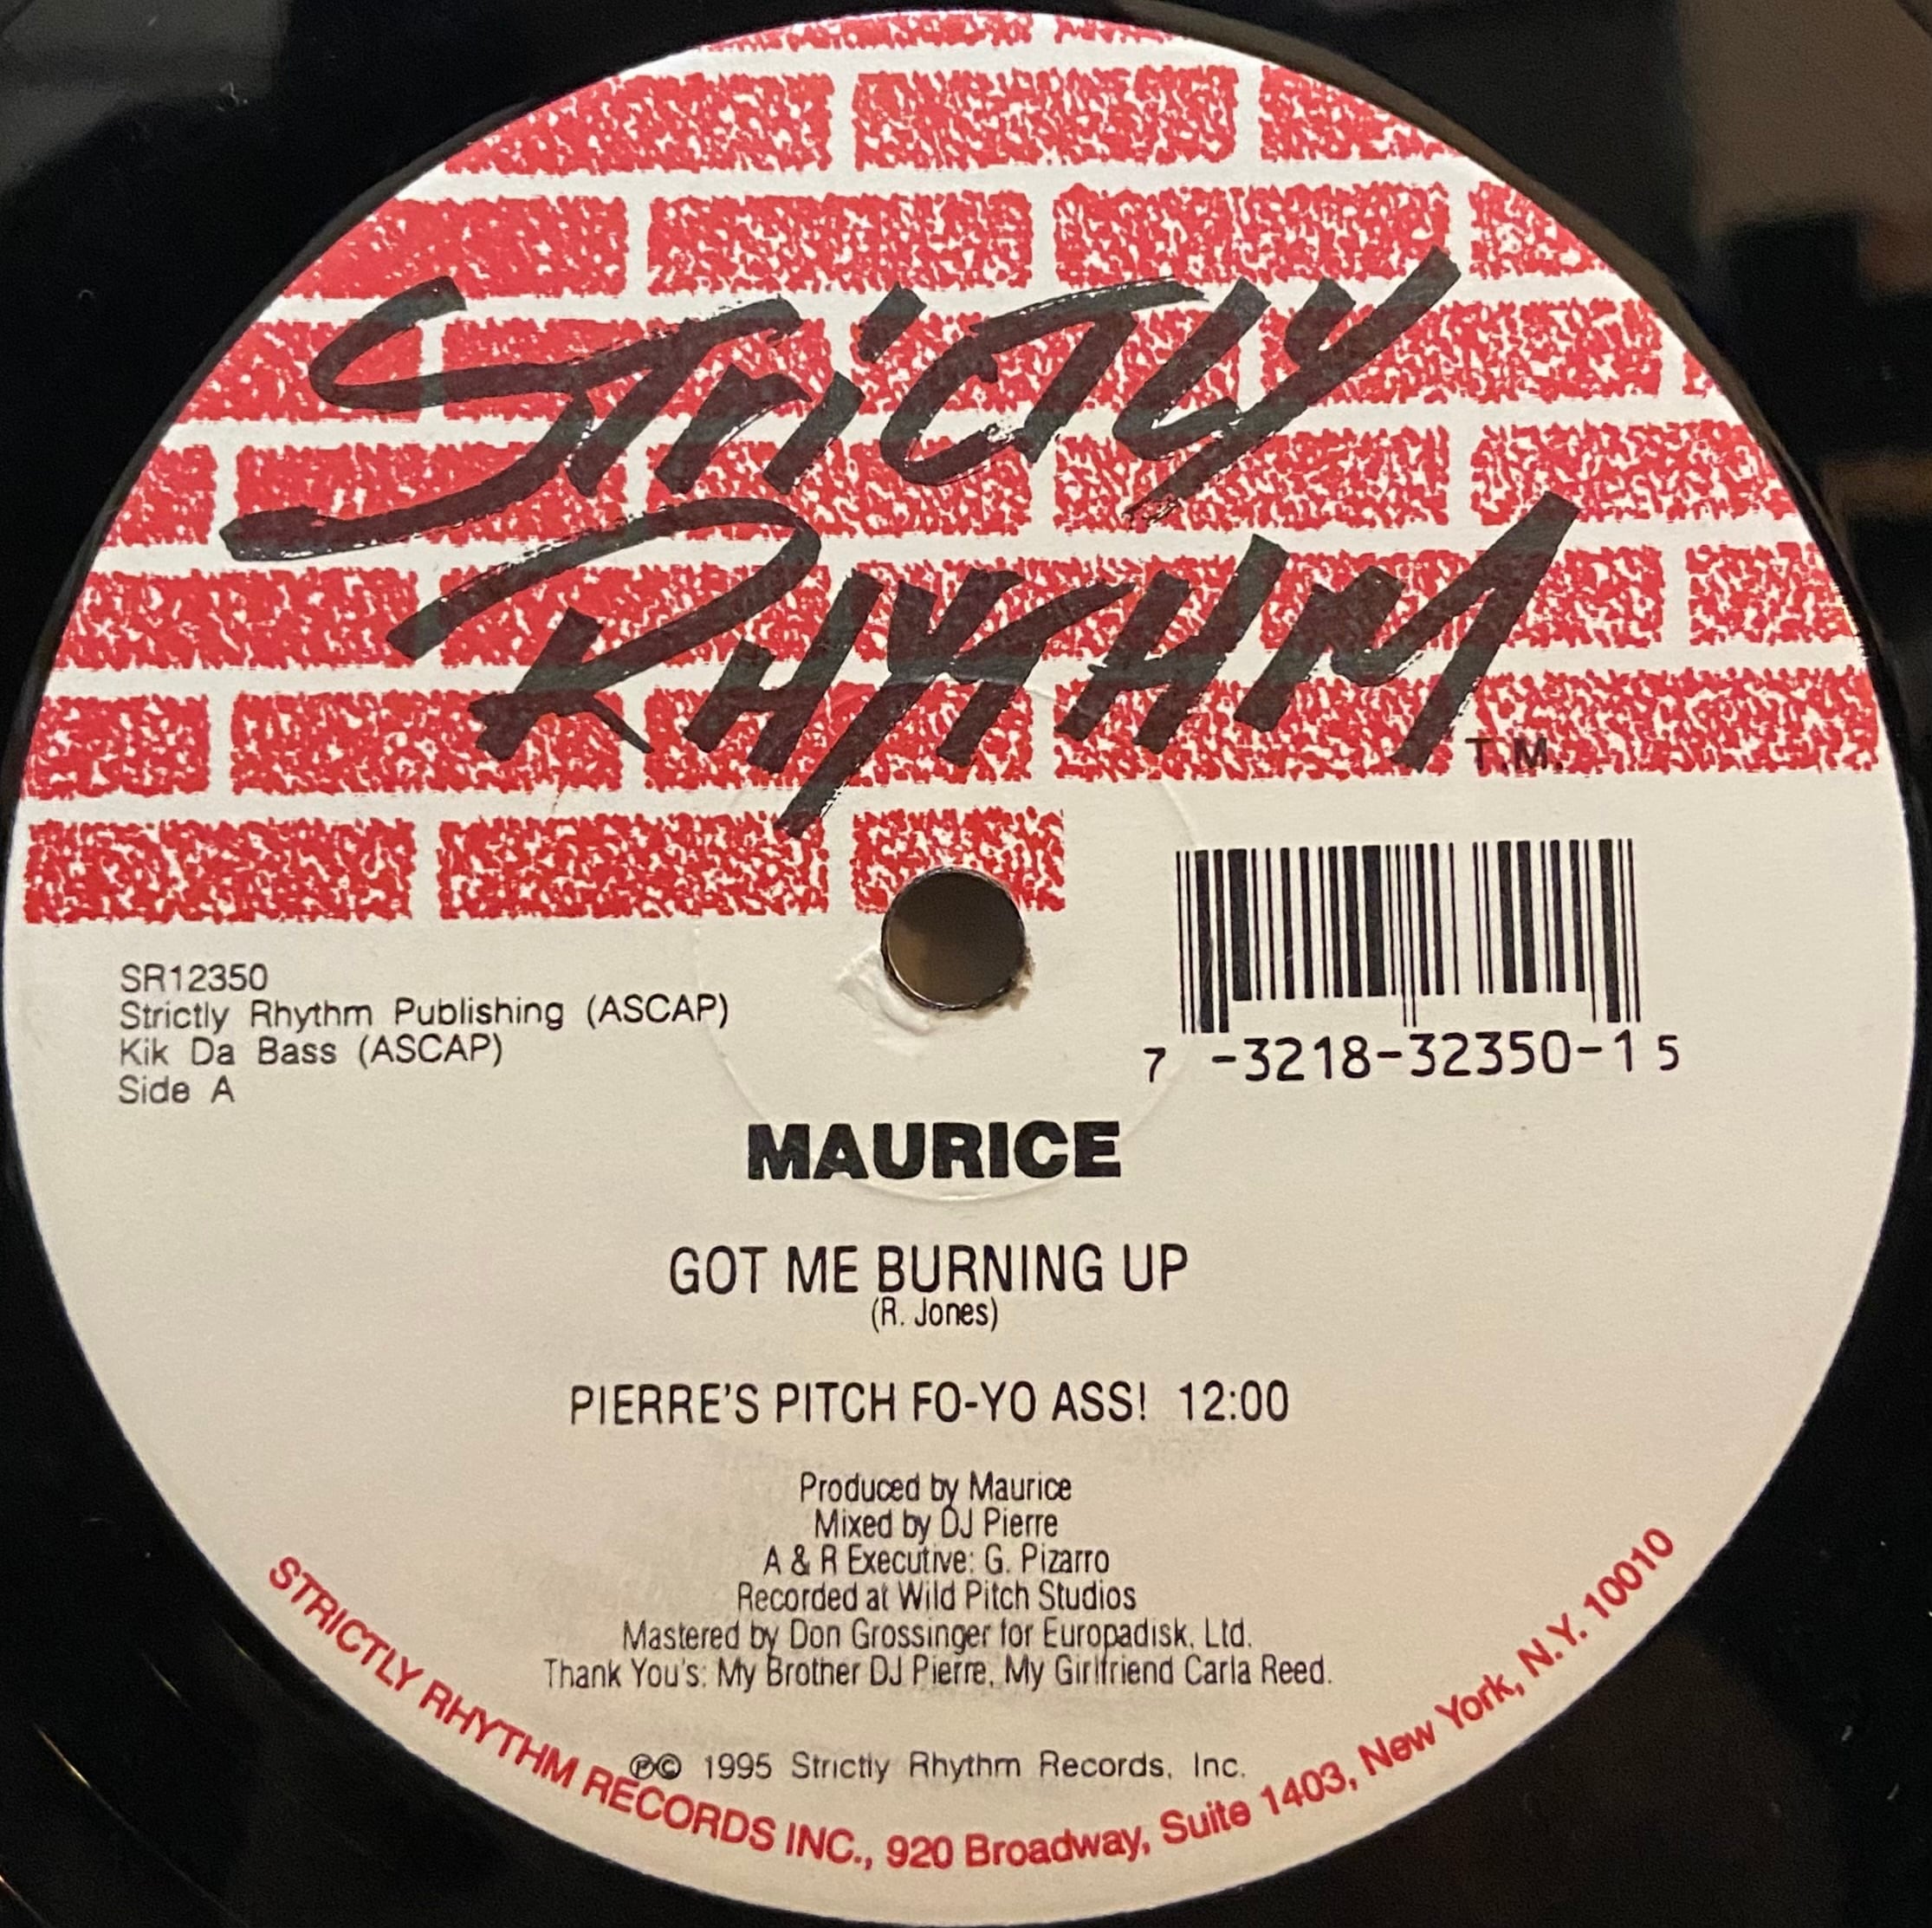 STRICTLY
RHYTHM
T.M.
SR12350
Strictly Rhythm Publishing (ASCAP)
Kik Da Bass (ASCAP)
Side A
7 -3218-32350-1 5
MAURICE
GOT ME BURNING UP
(R. Jones)
PIERRE'S PITCH FO-YO ASS! 12:00
Produced by Maurice
Mixed by DJ Pierre
A & R Executive: G. Pizarro
Recorded at Wild Pitch Studios
Mastered by Don Grossinger for Europadisk, Ltd.
Thank You's: My Brother DJ Pierre, My Girlfriend Carla Reed.
℗© 1995 Strictly Rhythm Records, Inc.
STRICTLY RHYTHM RECORDS INC., 920 Broadway, Suite 1403, New York, N.Y. 10010